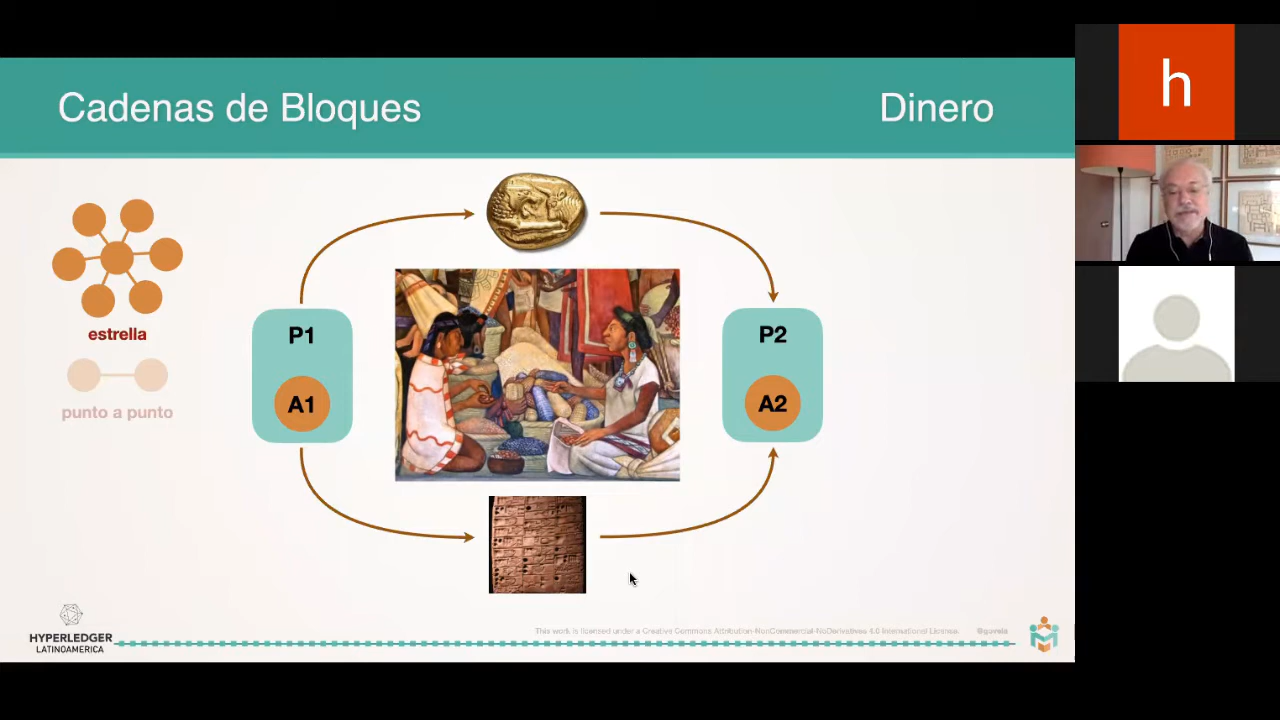 Cadenas de Bloques
Dinero
h
estrella
punto a punto
P1
A1
P2
A2
HYPERLEDGER
LATINOAMERICA
This work is licensed under a Creative Commons Attribution-NonCommercial-NoDerivatives 4.0 International License.